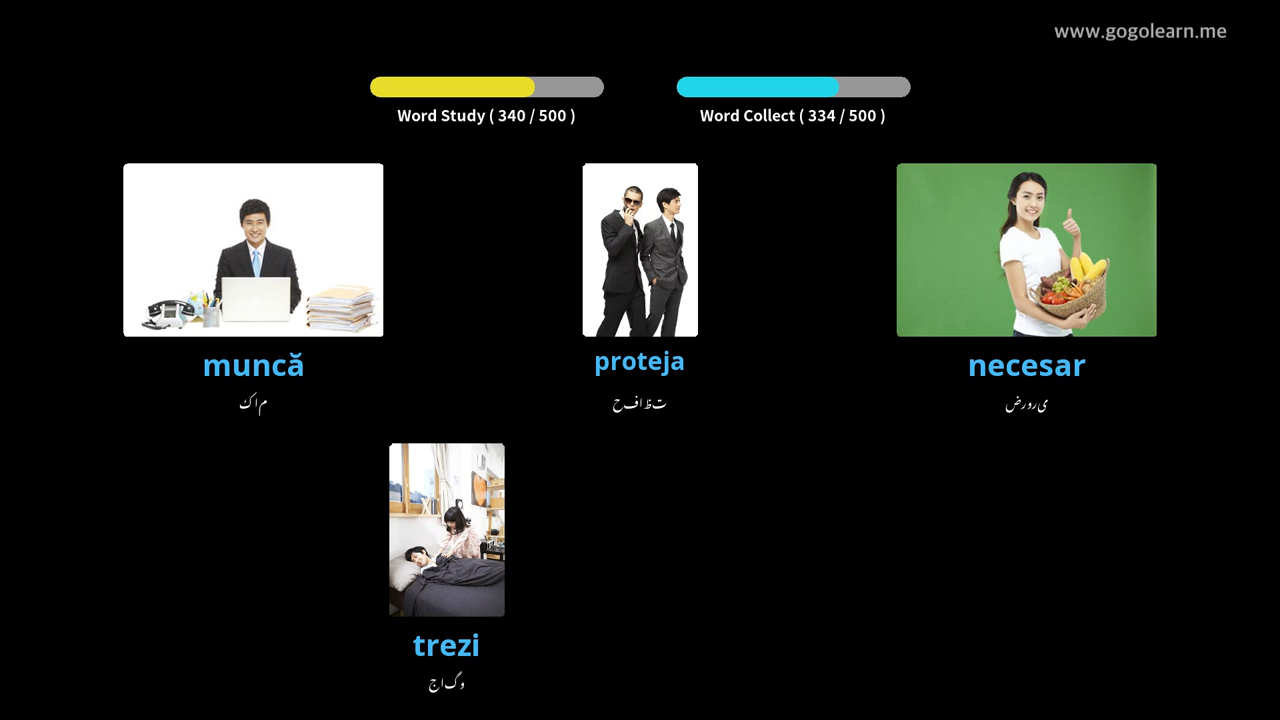 www.gogolearn.me
Word Study ( 340 / 500 )
Word Collect ( 334 / 500 )
muncă
proteja
necesar
کام
حفاظت
ضروری
trezi
جاگو